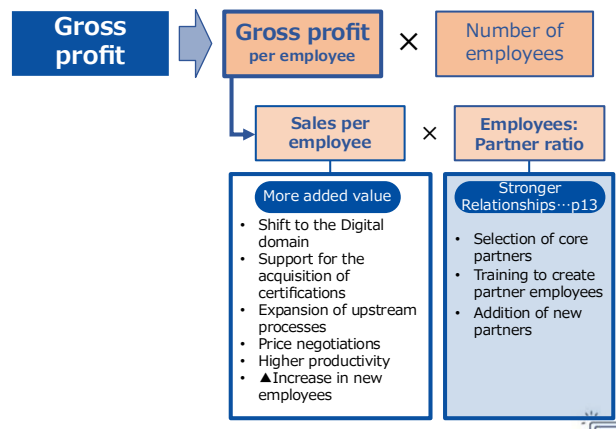 Gross
profit
Gross profit
per employee
×
Number of
employees
Sales per
employee
×
Employees:
Partner ratio
More added value
• Shift to the Digital
domain
• Support for the
acquisition of
certifications
• Expansion of upstream
processes
• Price negotiations
• Higher productivity
• ▲Increase in new
employees
Stronger
Relationships…p13
• Selection of core
partners
• Training to create
partner employees
• Addition of new
partners